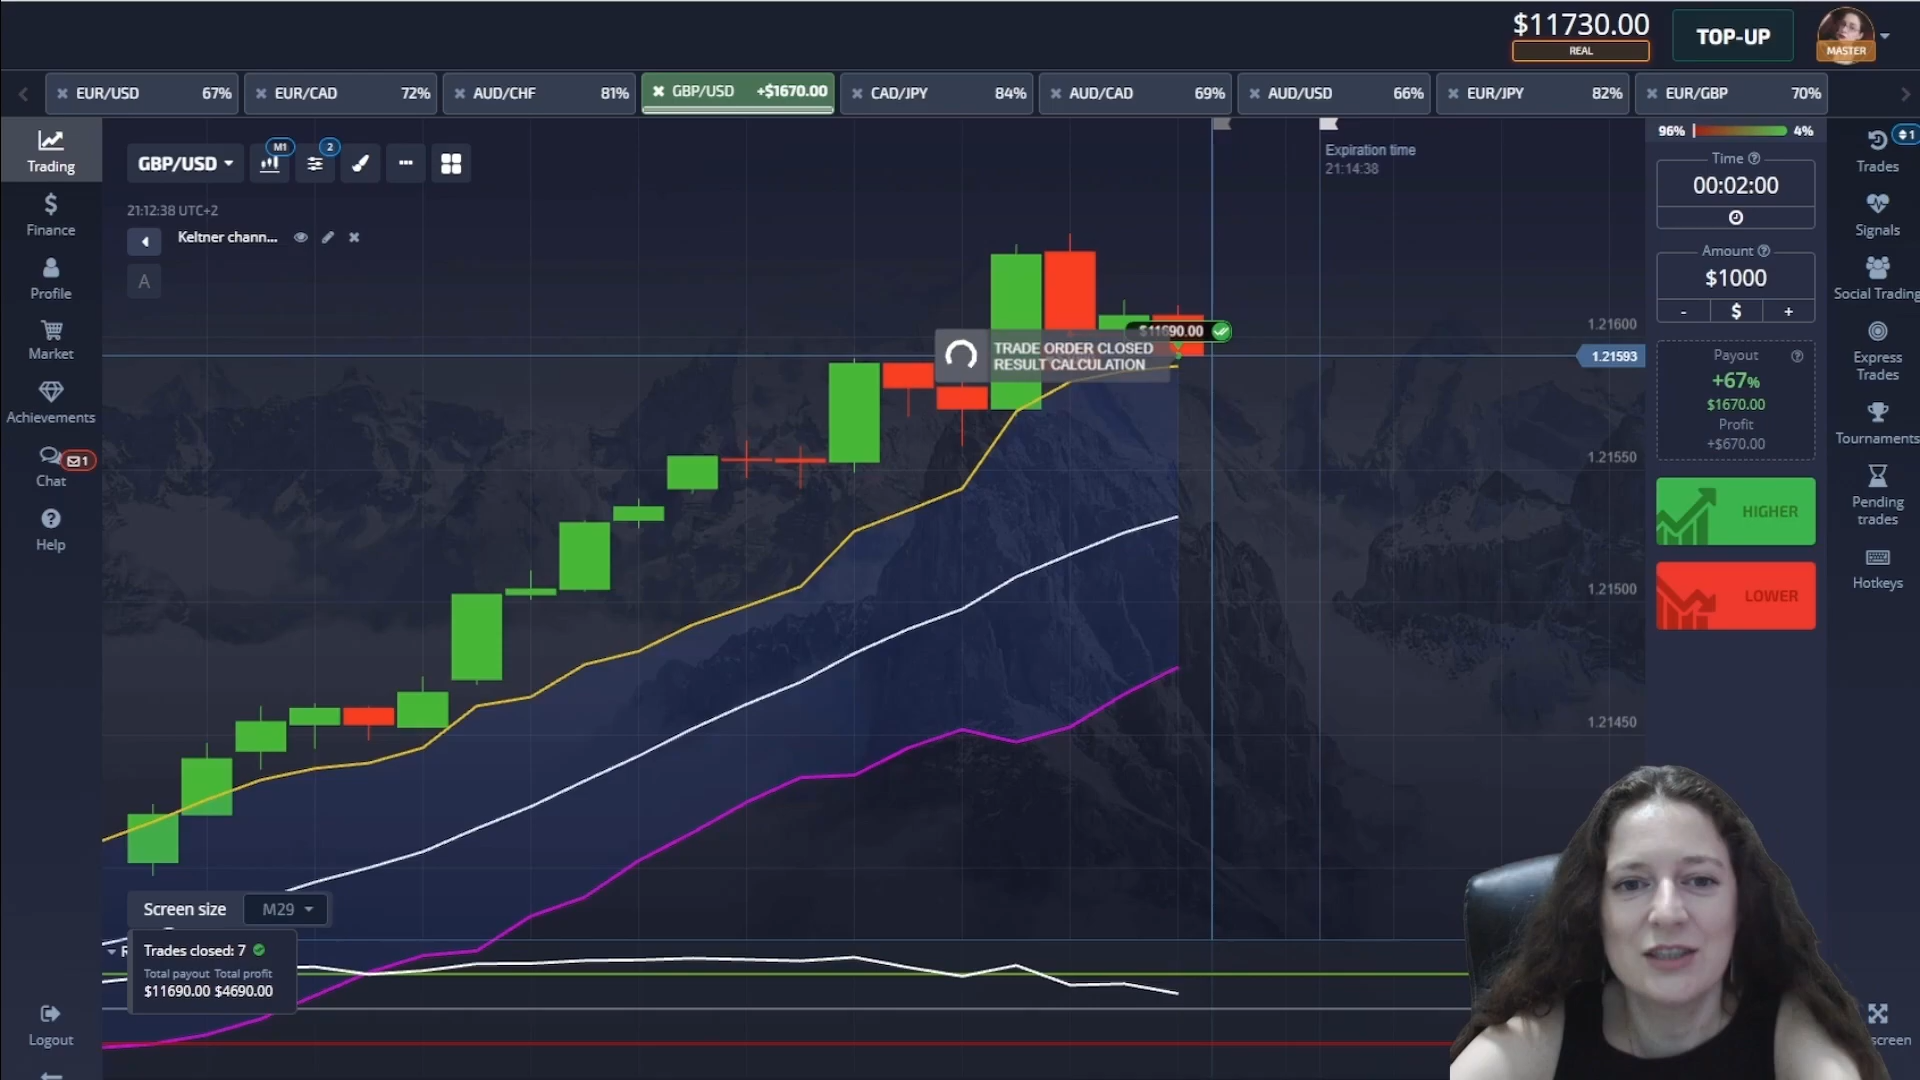 $11730.00
REAL
TOP-UP
MASTER
EUR/USD 67%
EUR/CAD 72%
AUD/CHF 81%
GBP/USD +$1670.00
CAD/JPY 84%
AUD/CAD 69%
AUD/USD 66%
EUR/JPY 82%
EUR/GBP 70%
Trading
Finance
Profile
Market
Achievements
Chat
1
Help
Logout
GBP/USD
M1
2
21:12:38 UTC+2
Keltner chann...
A
Expiration time
21:14:38
$11690.00
TRADE ORDER CLOSED
RESULT CALCULATION
1.21600
1.21593
1.21550
1.21500
1.21450
Screen size M29
R
Trades closed: 7
Total payout Total profit
$11690.00 $4690.00
96% 4%
Time
00:02:00
Amount
$1000
- $ +
Payout
+67%
$1670.00
Profit
+$670.00
HIGHER
LOWER
1
Trades
Signals
Social Trading
Express
Trades
Tournaments
Pending
trades
Hotkeys
screen